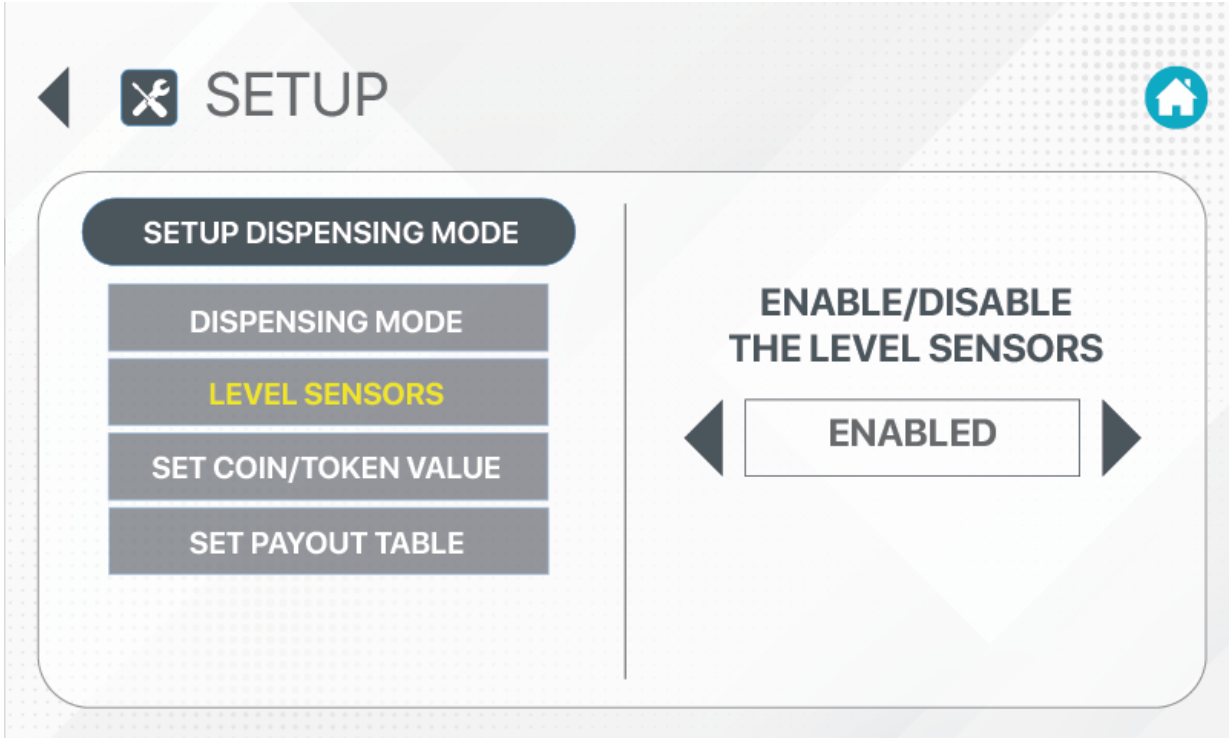 SETUP
SETUP DISPENSING MODE
DISPENSING MODE
LEVEL SENSORS
SET COIN/TOKEN VALUE
SET PAYOUT TABLE
ENABLE/DISABLE
THE LEVEL SENSORS
ENABLED